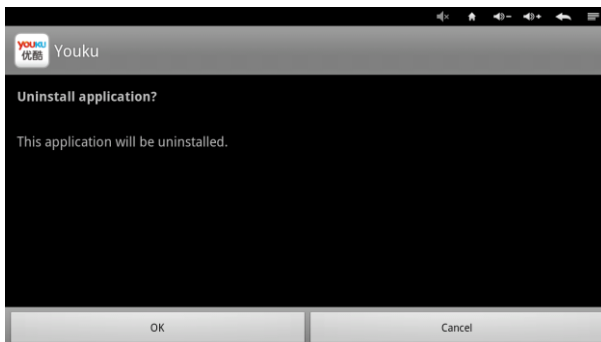 YOUKU
优酷
Youku
Uninstall application?
This application will be uninstalled.
OK
Cancel